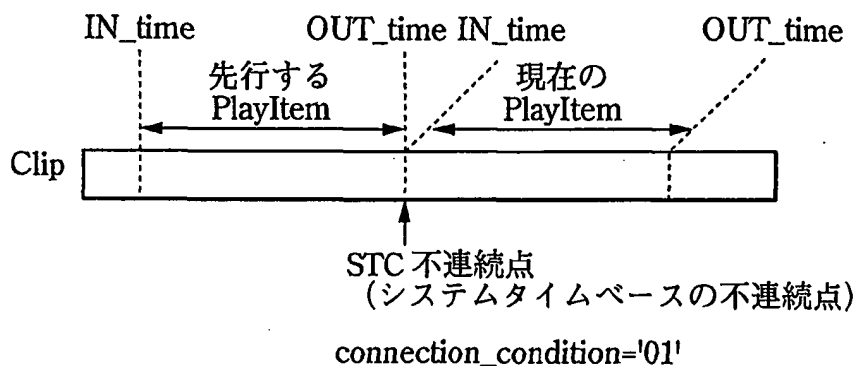 IN_time OUT_time IN_time OUT_time
先行する 現在の
PlayItem PlayItem
Clip
STC 不連続点
(システムタイムベースの不連続点)
connection_condition='01'